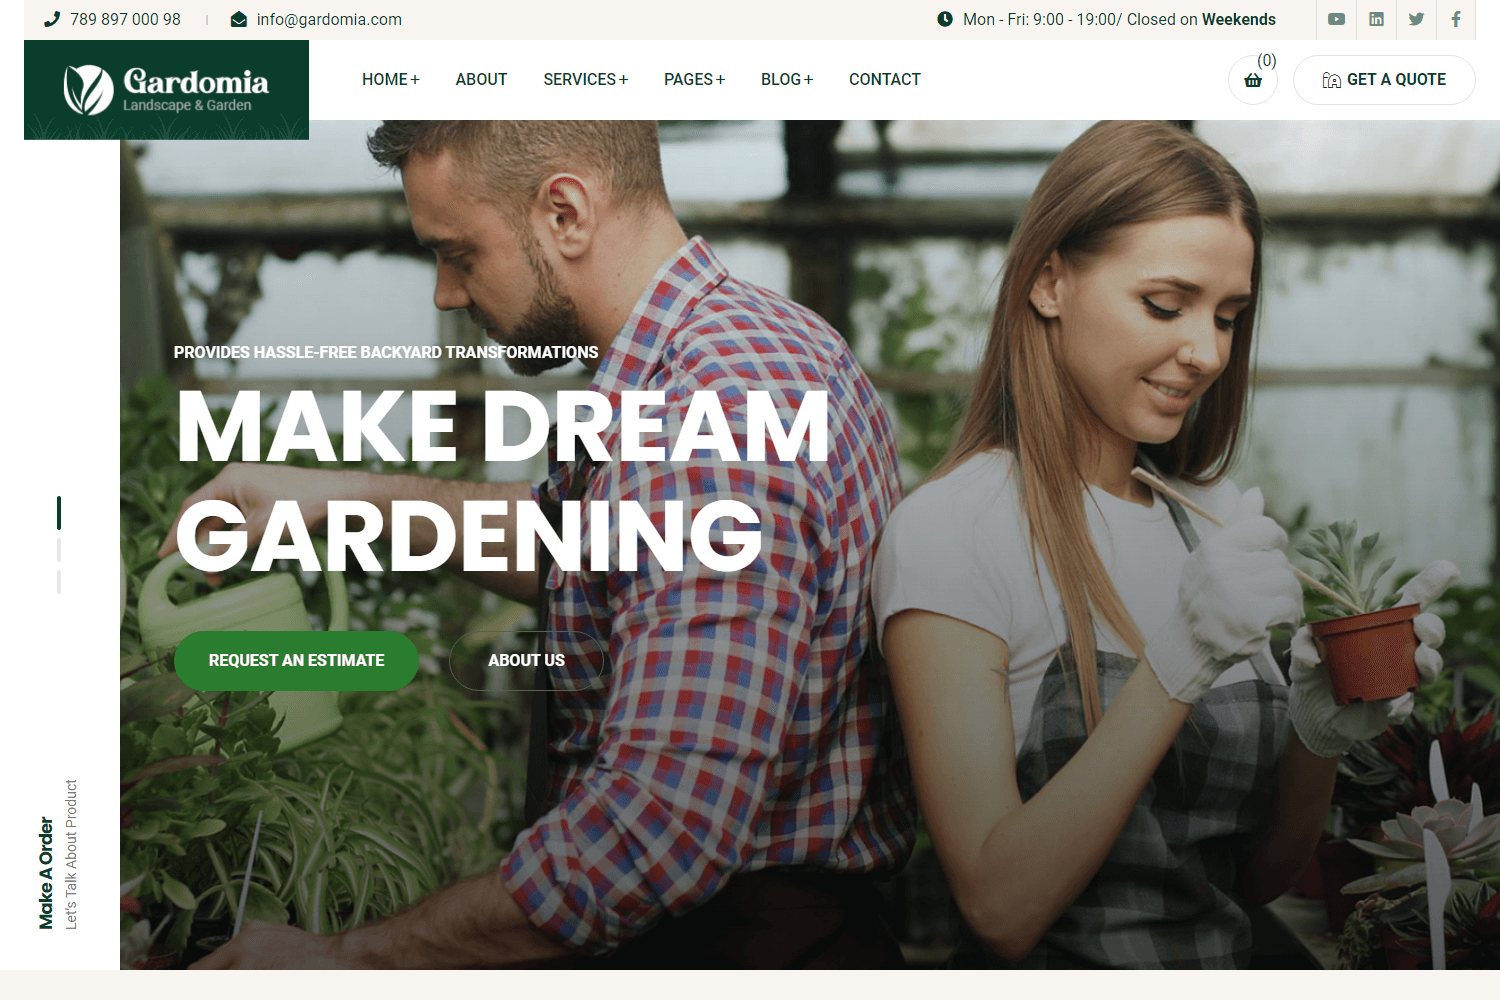 789 897 000 98
info@gardomia.com
Mon - Fri: 9:00 - 19:00/ Closed on Weekends
Gardomia
Landscape & Garden
HOME+
ABOUT
SERVICES+
PAGES+
BLOG+
CONTACT
(0)
GET A QUOTE
PROVIDES HASSLE-FREE BACKYARD TRANSFORMATIONS
MAKE DREAM
GARDENING
REQUEST AN ESTIMATE
ABOUT US
Make A Order
Let's Talk About Product